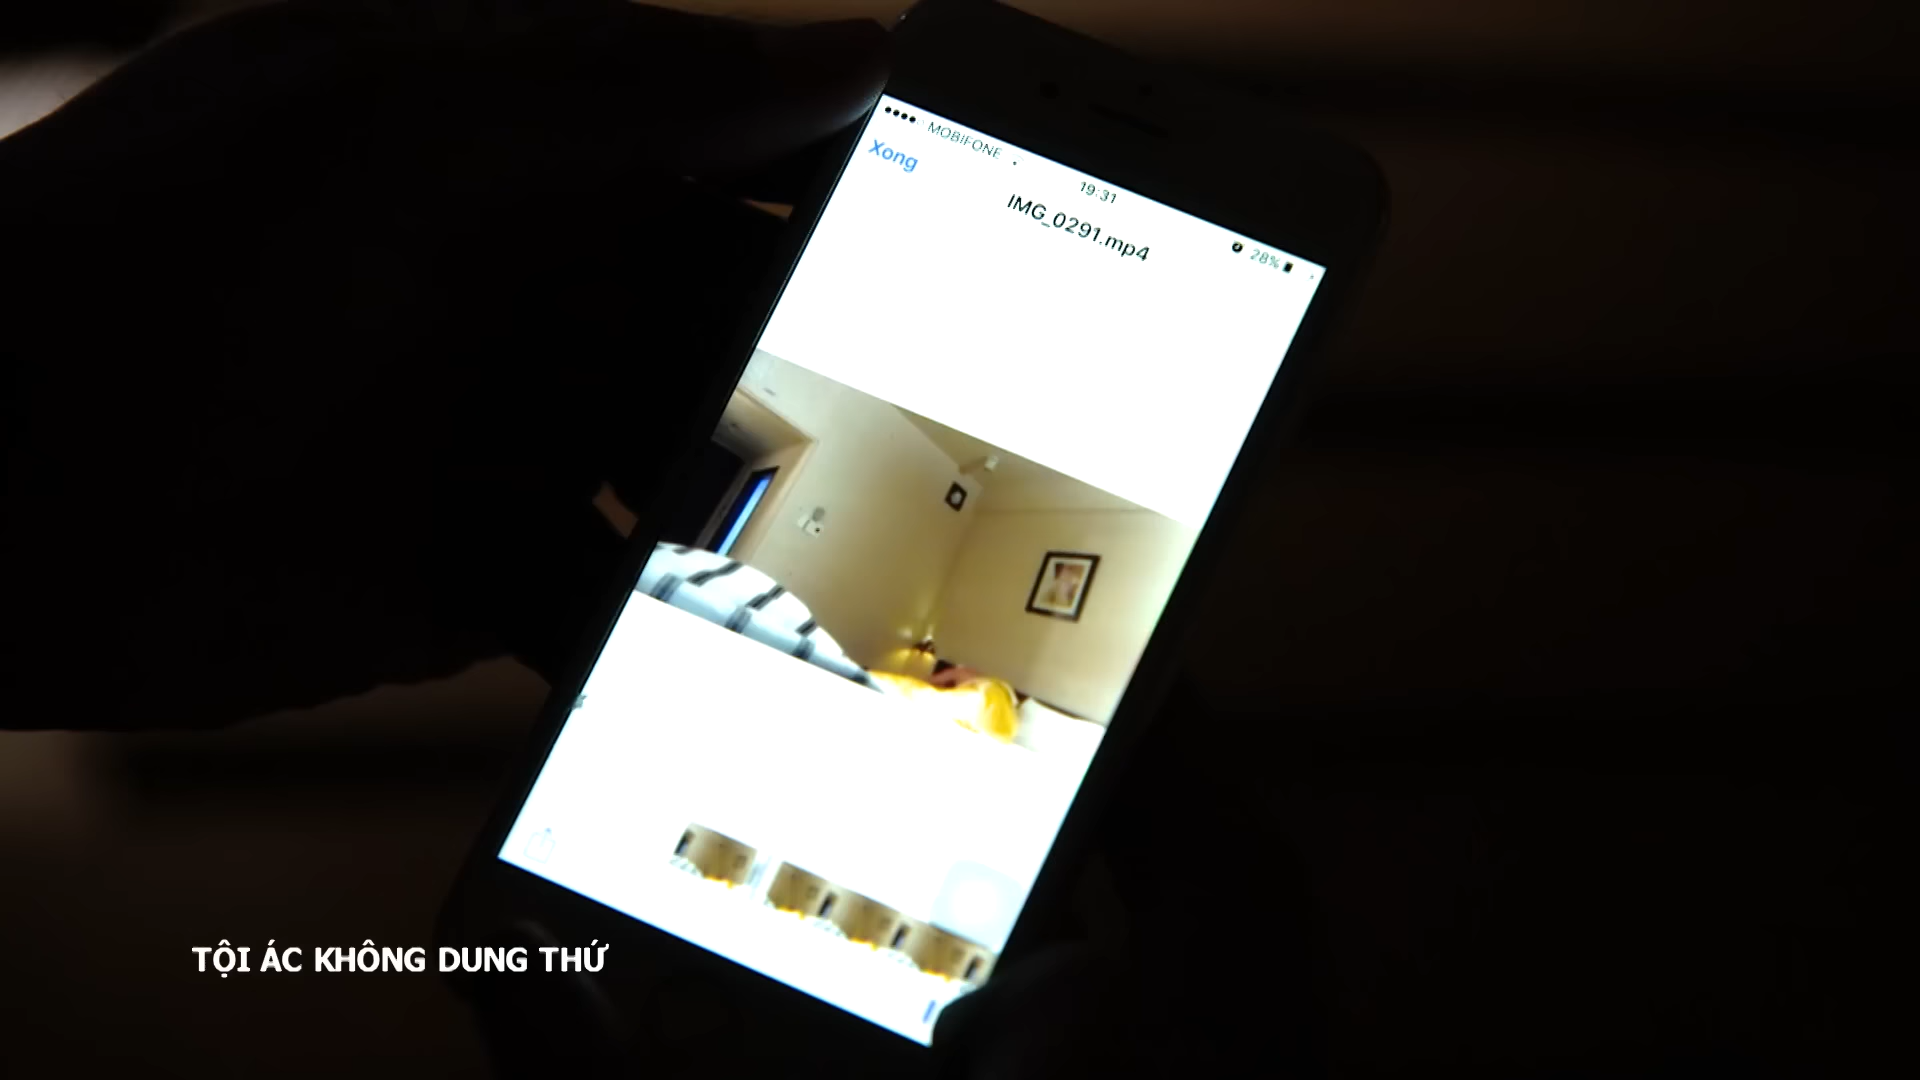 MOBIFONE
19:31
28%
Xong
IMG_0291.mp4
TỘI ÁC KHÔNG DUNG THỨ